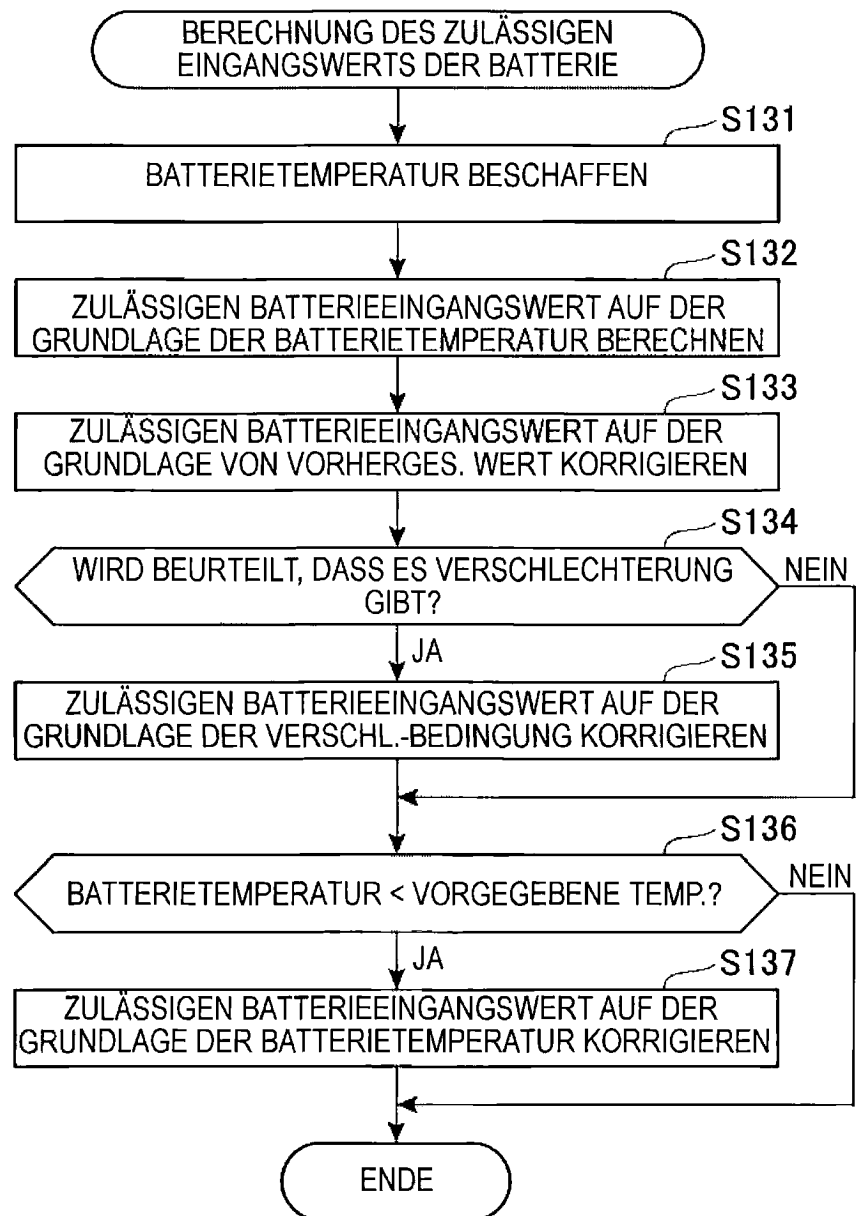 BERECHNUNG DES ZULÄSSIGEN
EINGANGSWERTS DER BATTERIE
S131
BATTERIETEMPERATUR BESCHAFFEN
S132
ZULÄSSIGEN BATTERIEEINGANGSWERT AUF DER
GRUNDLAGE DER BATTERIETEMPERATUR BERECHNEN
S133
ZULÄSSIGEN BATTERIEEINGANGSWERT AUF DER
GRUNDLAGE VON VORHERGES. WERT KORRIGIEREN
S134
WIRD BEURTEILT, DASS ES VERSCHLECHTERUNG
GIBT?
NEIN
JA
S135
ZULÄSSIGEN BATTERIEEINGANGSWERT AUF DER
GRUNDLAGE DER VERSCHL.-BEDINGUNG KORRIGIEREN
S136
BATTERIETEMPERATUR < VORGEGEBENE TEMP.?
NEIN
JA
S137
ZULÄSSIGEN BATTERIEEINGANGSWERT AUF DER
GRUNDLAGE DER BATTERIETEMPERATUR KORRIGIEREN
ENDE